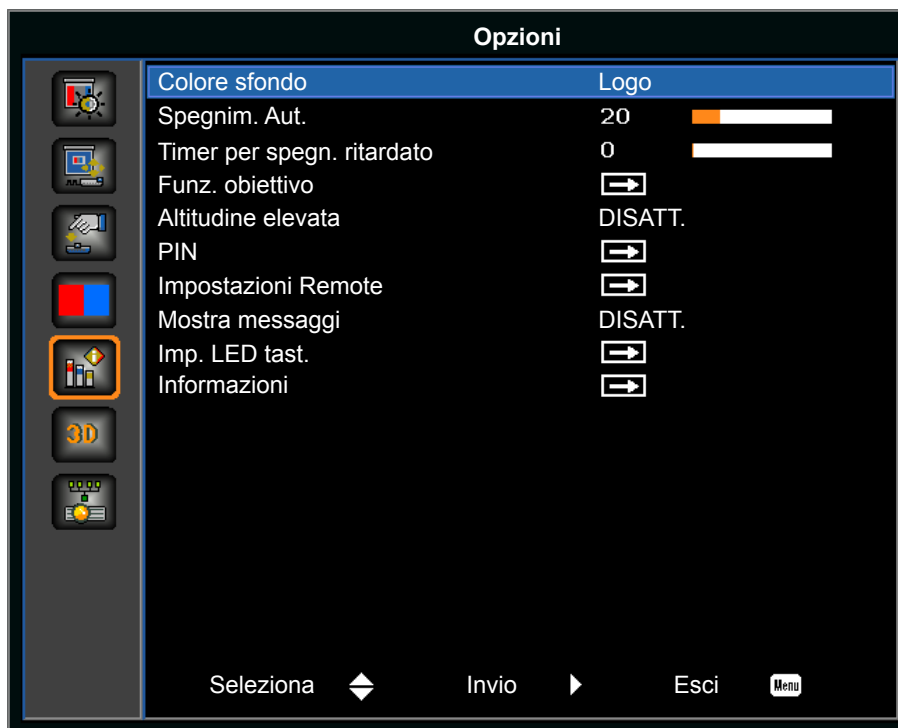 Opzioni
Colore sfondo Logo
Spegnim. Aut. 20
Timer per spegn. ritardato 0
Funz. obiettivo
Altitudine elevata DISATT.
PIN
Impostazioni Remote
Mostra messaggi DISATT.
Imp. LED tast.
Informazioni
3D
Seleziona Invio Esci Menu